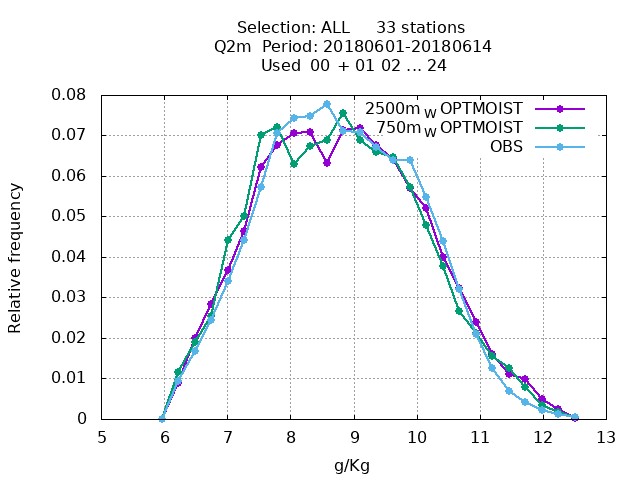 Selection: ALL 33 stations
Q2m Period: 20180601-20180614
Used 00 + 01 02 ... 24
2500m_W OPTMOIST
750m_W OPTMOIST
OBS
Relative frequency
0.08
0.07
0.06
0.05
0.04
0.03
0.02
0.01
0
5 6 7 8 9 10 11 12 13
g/Kg